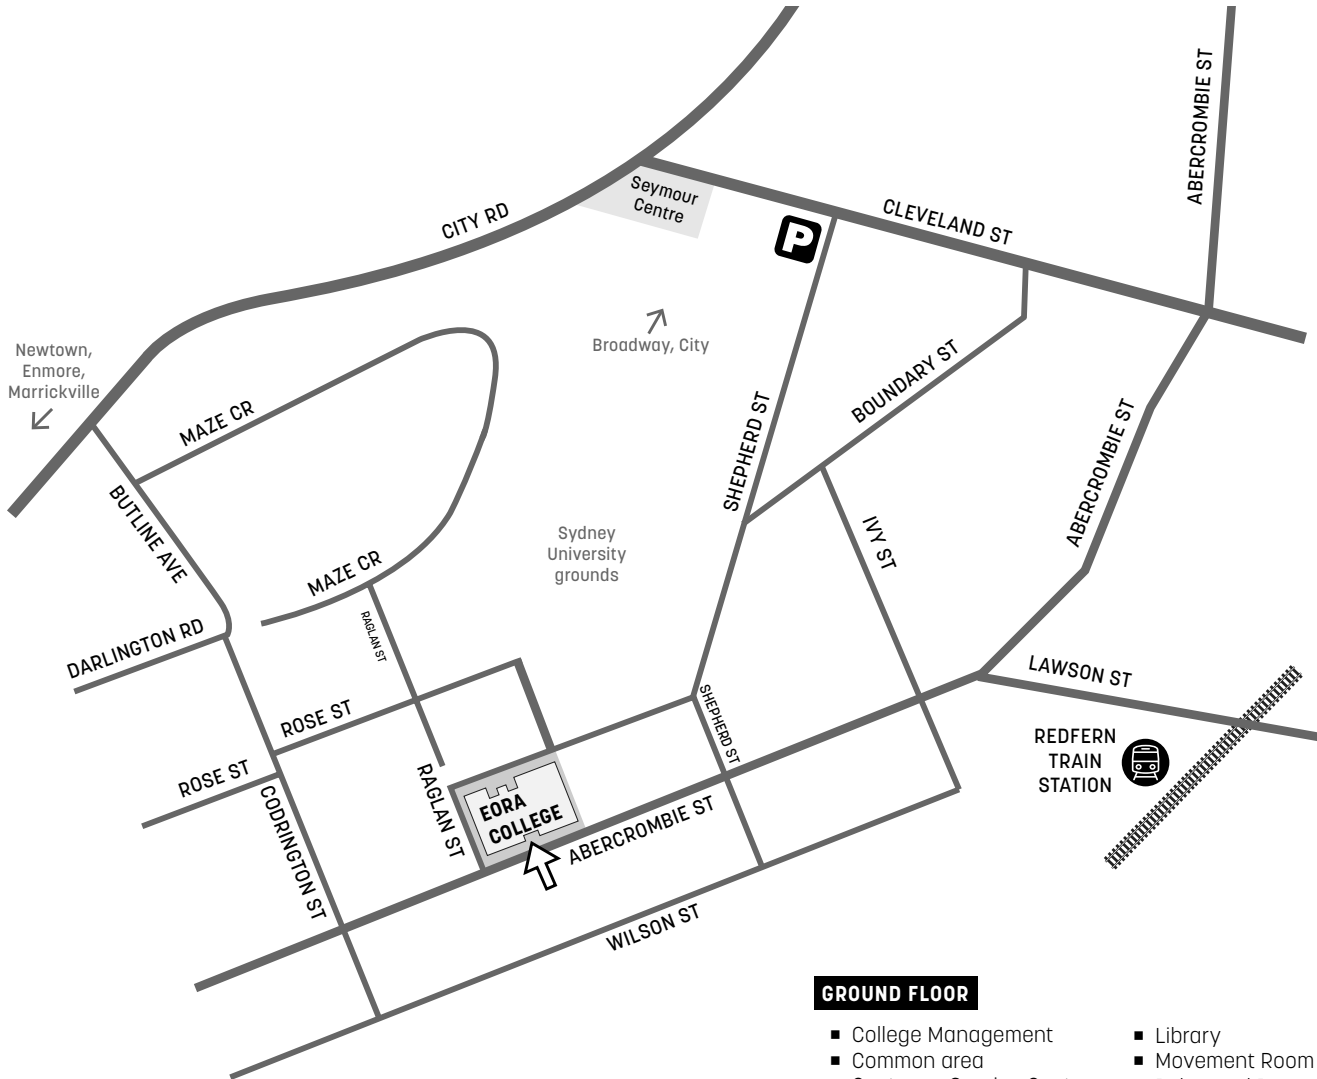 ABERCROMBIE ST
Seymour
Centre
CITY RD
CLEVELAND ST
P
Newtown,
Enmore,
Marrickville
Broadway, City
MAZE CR
BOUNDARY ST
SHEPHERD ST
ABERCROMBIE ST
BUTLINE AVE
IVY ST
Sydney
University
grounds
MAZE CR
RAGLAN ST
DARLINGTON RD
LAWSON ST
SHEPHERD ST
ROSE ST
REDFERN
TRAIN
STATION
ROSE ST
RAGLAN ST
EORA
COLLEGE
CODRINGTON ST
ABERCROMBIE ST
WILSON ST
GROUND FLOOR
College Management
Common area
Library
Movement Room